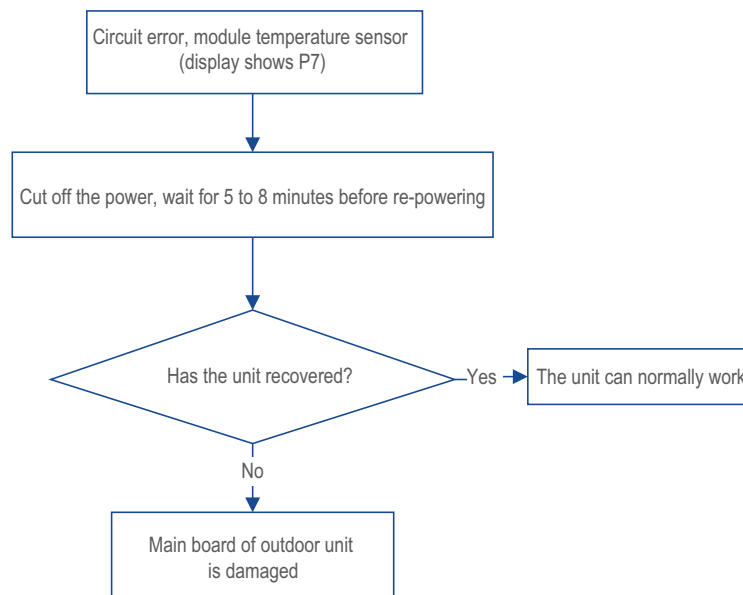 Circuit error, module temperature sensor
(display shows P7)
Cut off the power, wait for 5 to 8 minutes before re-powering
Has the unit recovered?
Yes
The unit can normally work
No
Main board of outdoor unit
is damaged